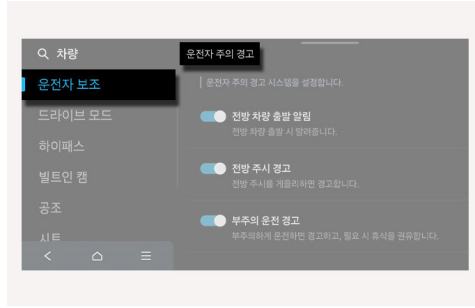 차량
운전자 보조
드라이브 모드
하이패스
빌트인 캠
공조
시트
운전자 주의 경고
운전자 주의 경고 시스템을 설정합니다.
전방 차량 출발 알림
전방 차량 출발 시 알려줍니다.
전방 주시 경고
전방 주시를 게을리하면 경고합니다.
부주의 운전 경고
부주의하게 운전하면 경고하고, 필요 시 휴식을 권유합니다.